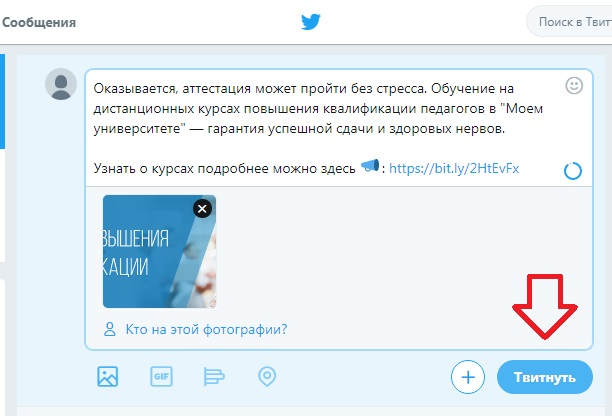 Сообщения
Поиск в Твитт
Оказывается, аттестация может пройти без стресса. Обучение на
дистанционных курсах повышения квалификации педагогов в "Моем
университете" — гарантия успешной сдачи и здоровых нервов.
Узнать о курсах подробнее можно здесь 📣: https://bit.ly/2HtEvFx
ВЫШЕНИЯ
КАЦИИ
Кто на этой фотографии?
GIF
Твитнуть